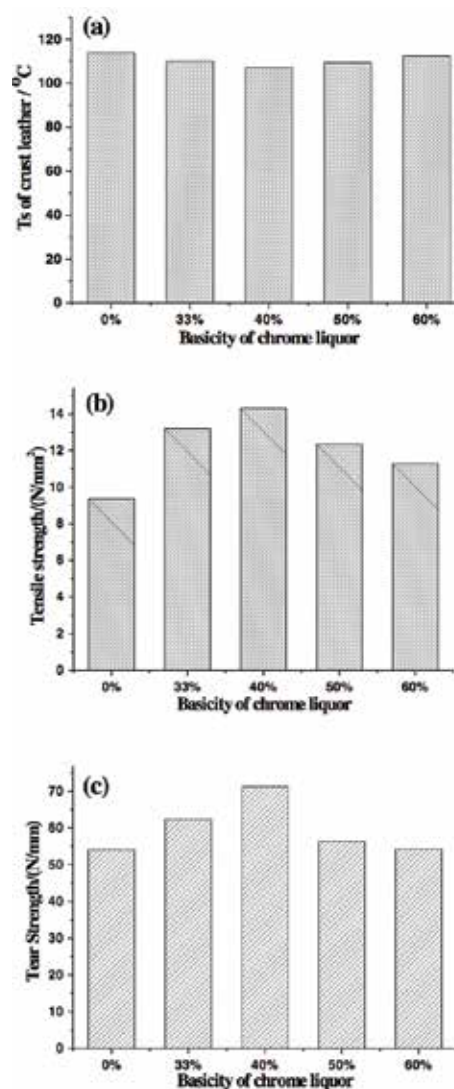 (a)
Ts of crust leather / °C
120
100
80
60
40
20
0
0% 33% 40% 50% 60%
Basicity of chrome liquor
(b)
Tensile strength/(N/mm²)
14
12
10
8
6
4
2
0
0% 33% 40% 50% 60%
Basicity of chrome liquor
(c)
Tear Strength/(N/mm)
70
60
50
40
30
20
10
0
0% 33% 40% 50% 60%
Basicity of chrome liquor